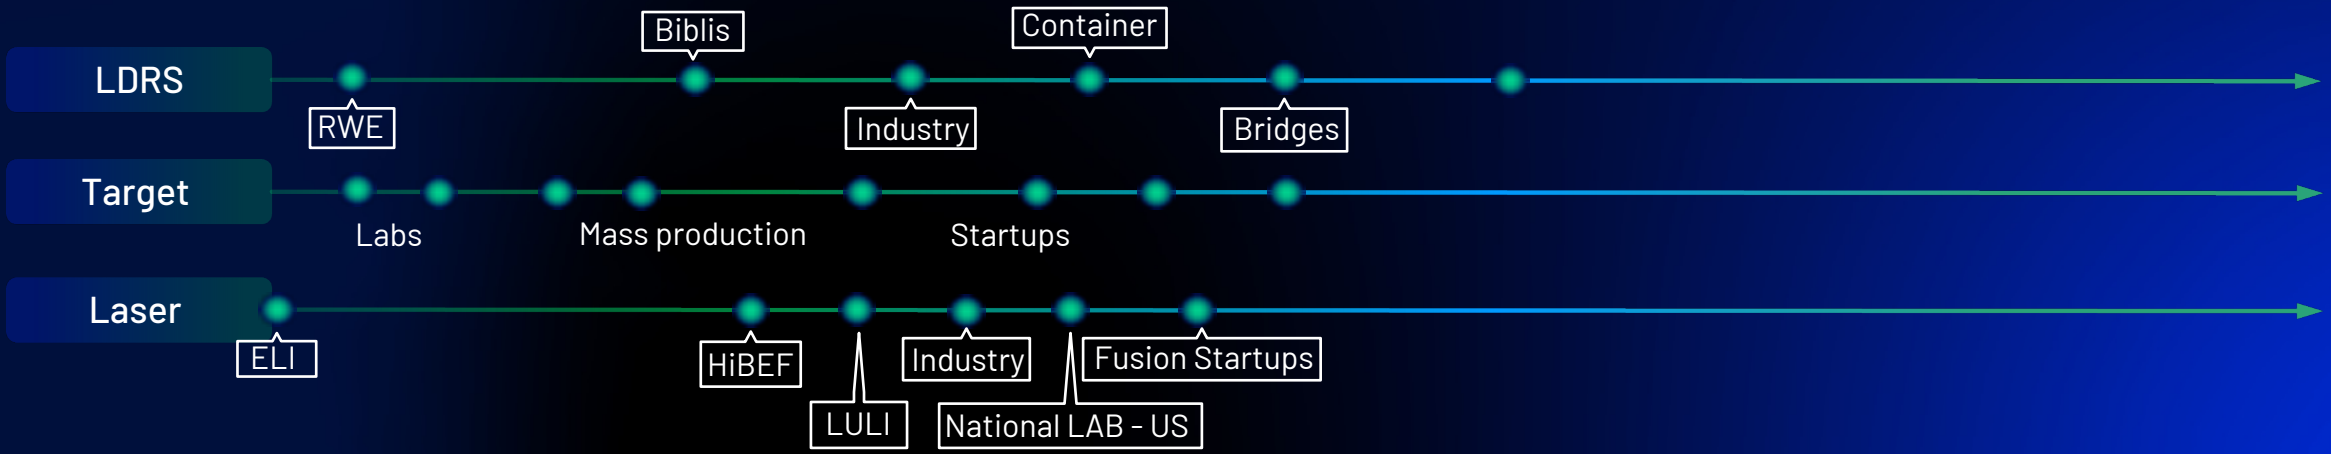 Biblis
Container
LDRS
RWE
Industry
Bridges
Target
Labs
Mass production
Startups
Laser
ELI
HiBEF
Industry
Fusion Startups
LULI
National LAB - US